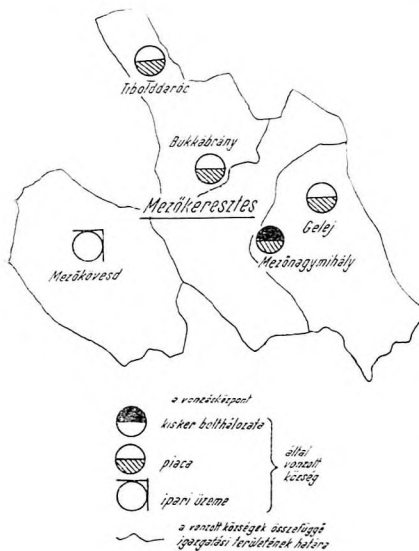 Tibolddaróc
Bükkábrány
Mezőkeresztes
Gelej
Mezőkövesd
Mezőnagymihály
a vonzásközpont
kisker bolthálozata
piaca
ipari üzeme
által
vonzott
község
a vonzott községek összefüggő
igazgatási területének határa